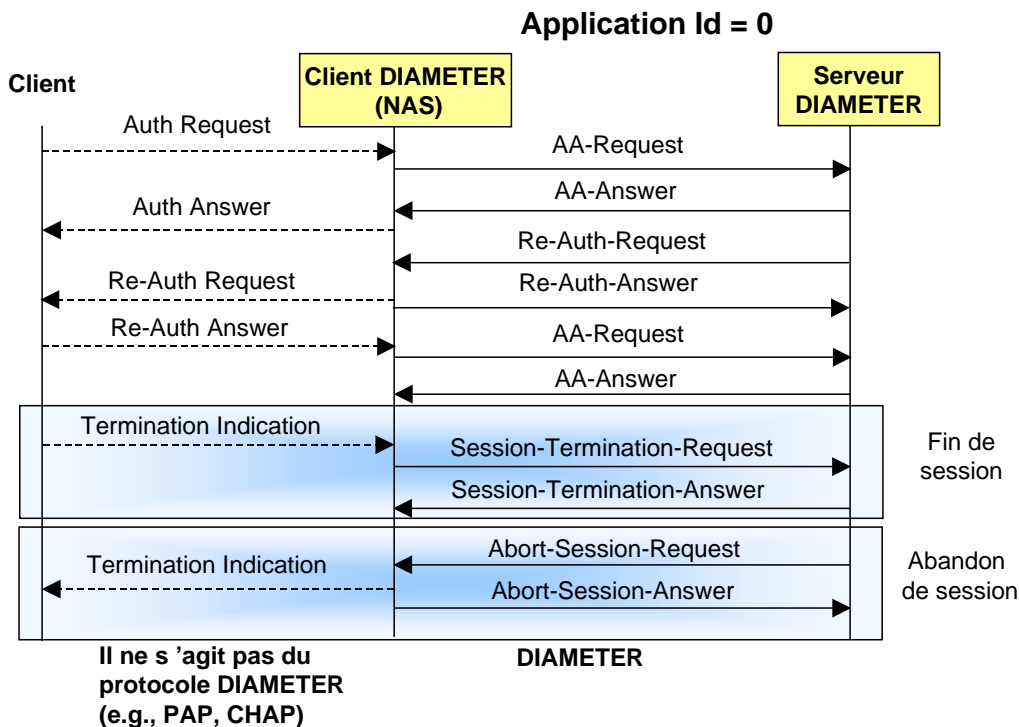 Application Id = 0
Client
Client DIAMETER
(NAS)
Serveur
DIAMETER
Auth Request
AA-Request
AA-Answer
Auth Answer
Re-Auth-Request
Re-Auth Request
Re-Auth-Answer
Re-Auth Answer
AA-Request
AA-Answer
Termination Indication
Session-Termination-Request
Session-Termination-Answer
Fin de
session
Abort-Session-Request
Termination Indication
Abort-Session-Answer
Abandon
de session
Il ne s ’agit pas du
protocole DIAMETER
(e.g., PAP, CHAP)
DIAMETER